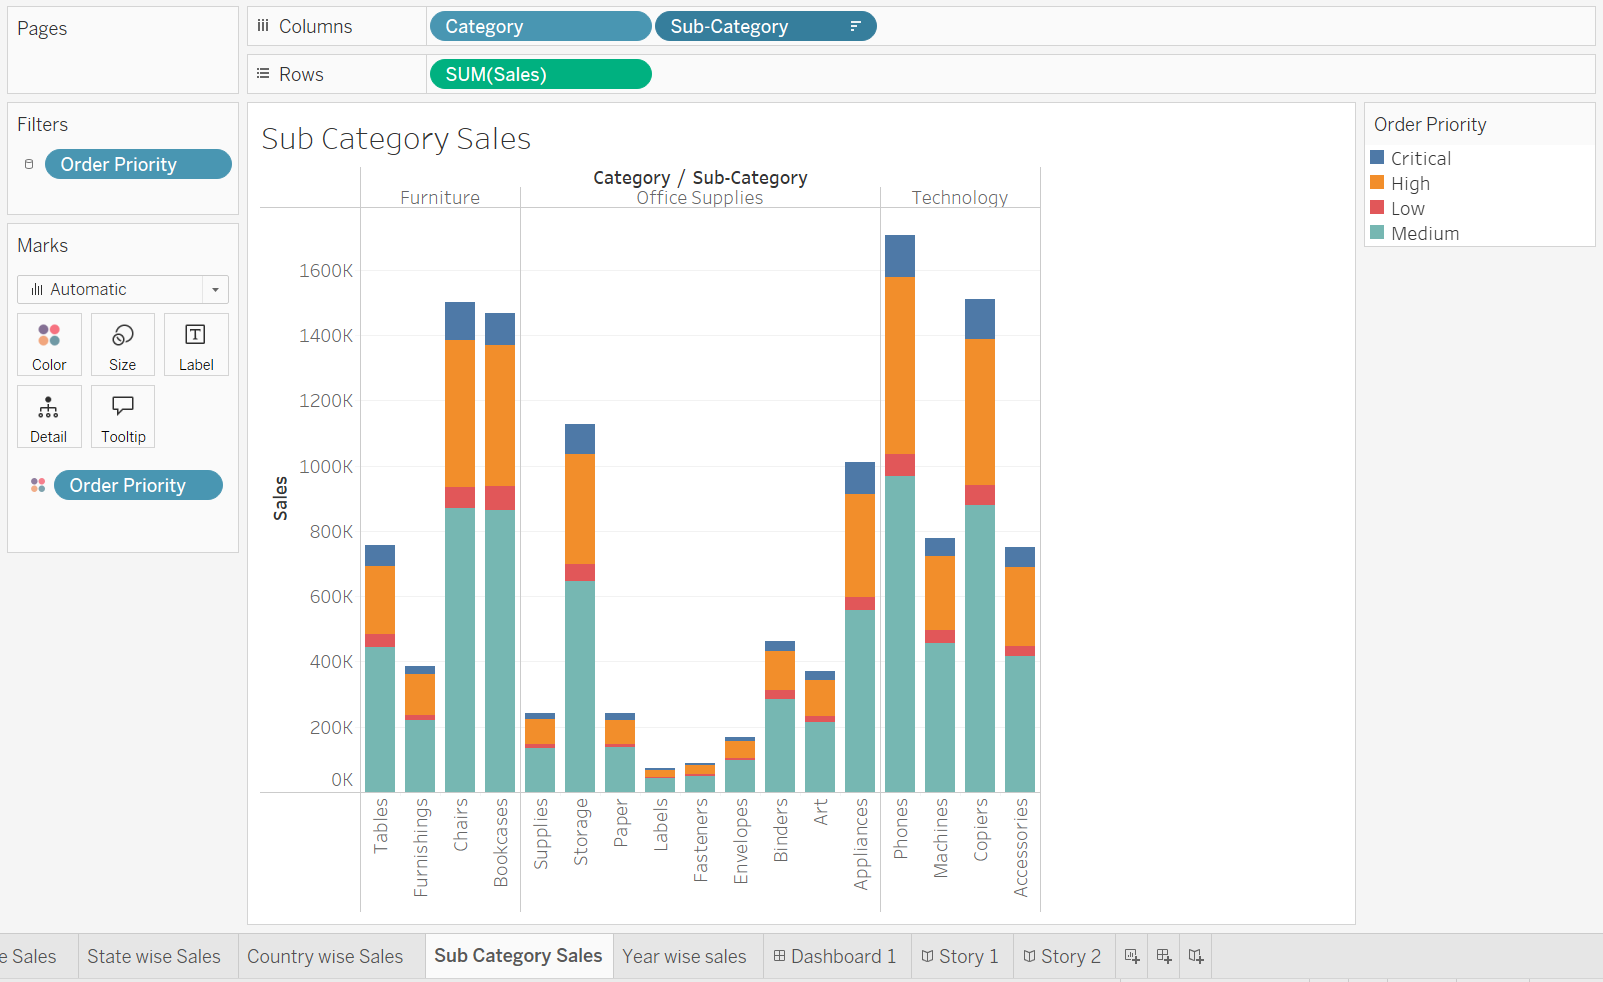 Pages
Columns
Category
Sub-Category
Rows
SUM(Sales)
Filters
Order Priority
Marks
Automatic
Color
Size
Label
Detail
Tooltip
Order Priority
Sub Category Sales
Category / Sub-Category
Furniture
Office Supplies
Technology
Sales
1600K
1400K
1200K
1000K
800K
600K
400K
200K
0K
Tables
Furnishings
Chairs
Bookcases
Supplies
Storage
Paper
Labels
Fasteners
Envelopes
Binders
Art
Appliances
Phones
Machines
Copiers
Accessories
Order Priority
Critical
High
Low
Medium
e Sales
State wise Sales
Country wise Sales
Sub Category Sales
Year wise sales
Dashboard 1
Story 1
Story 2